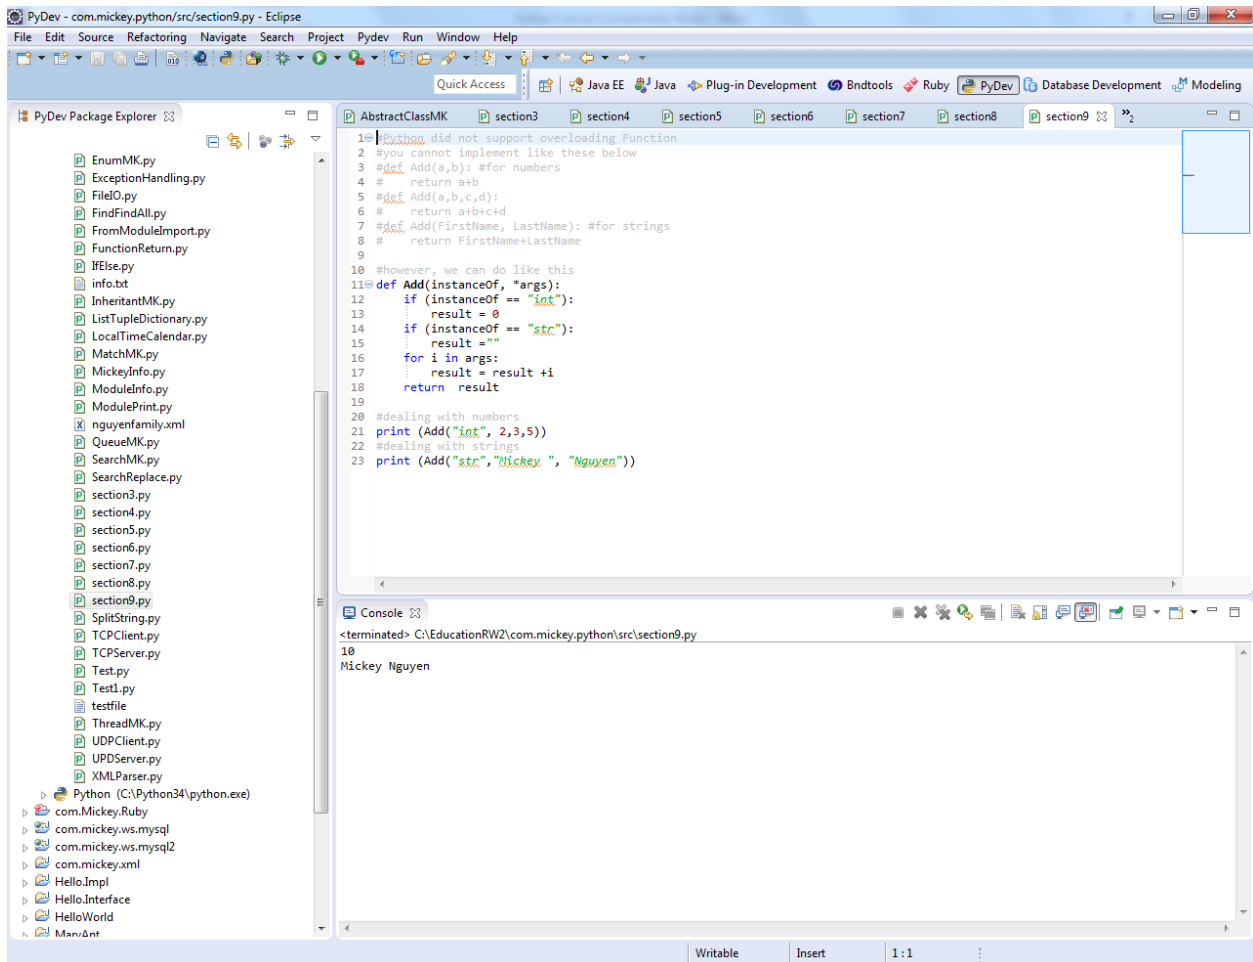 PyDev - com.mickey.python/src/section9.py - Eclipse
File Edit Source Refactoring Navigate Search Project Pydev Run Window Help
Quick Access Java EE Java Plug-in Development Bndtools Ruby PyDev Database Development Modeling
PyDev Package Explorer
EnumMK.py
ExceptionHandling.py
FileIO.py
FindFindAll.py
FromModuleImport.py
FunctionReturn.py
IfElse.py
info.txt
InheritantMK.py
ListTupleDictionary.py
LocalTimeCalendar.py
MatchMK.py
MickeyInfo.py
ModuleInfo.py
ModulePrint.py
nguyenfamily.xml
QueueMK.py
SearchMK.py
SearchReplace.py
section3.py
section4.py
section5.py
section6.py
section7.py
section8.py
section9.py
SplitString.py
TCPClient.py
TCPServer.py
Test.py
Test1.py
testfile
ThreadMK.py
UDPClient.py
UPDServer.py
XMLParser.py
Python (C:\Python34\python.exe)
com.Mickey.Ruby
com.mickey.ws.mysql
com.mickey.ws.mysql2
com.mickey.xml
Hello.Impl
Hello.Interface
HelloWorld
MaryAnt
AbstractClassMK section3 section4 section5 section6 section7 section8 section9 »2
1 #Python did not support overloading Function
2 #you cannot implement like these below
3 #def Add(a,b): #for numbers
4 #    return a+b
5 #def Add(a,b,c,d):
6 #    return a+b+c+d
7 #def Add(FirstName, LastName): #for strings
8 #    return FirstName+LastName
9
10 #however, we can do like this
11 def Add(instanceOf, *args):
12     if (instanceOf == "int"):
13         result = 0
14     if (instanceOf == "str"):
15         result =""
16     for i in args:
17         result = result +i
18     return  result
19
20 #dealing with numbers
21 print (Add("int", 2,3,5))
22 #dealing with strings
23 print (Add("str","Mickey ", "Nguyen"))
Console
<terminated> C:\EducationRW2\com.mickey.python\src\section9.py
10
Mickey Nguyen
Writable Insert 1 : 1